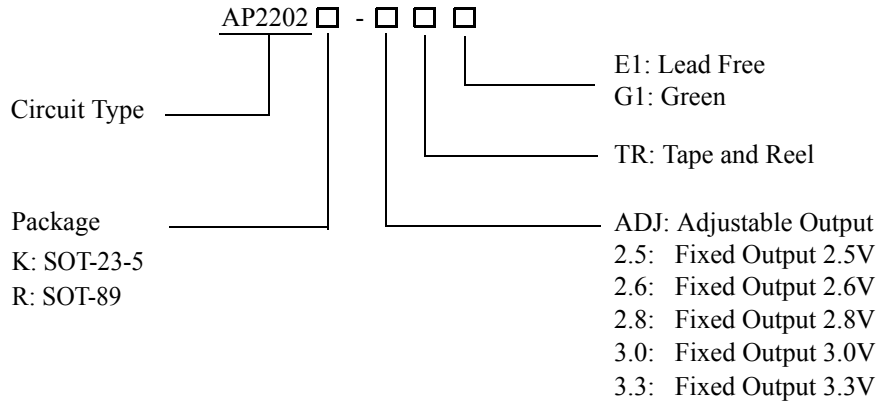 AP2202 -
E1: Lead Free
G1: Green
Circuit Type
TR: Tape and Reel
Package
K: SOT-23-5
R: SOT-89
ADJ: Adjustable Output
2.5: Fixed Output 2.5V
2.6: Fixed Output 2.6V
2.8: Fixed Output 2.8V
3.0: Fixed Output 3.0V
3.3: Fixed Output 3.3V